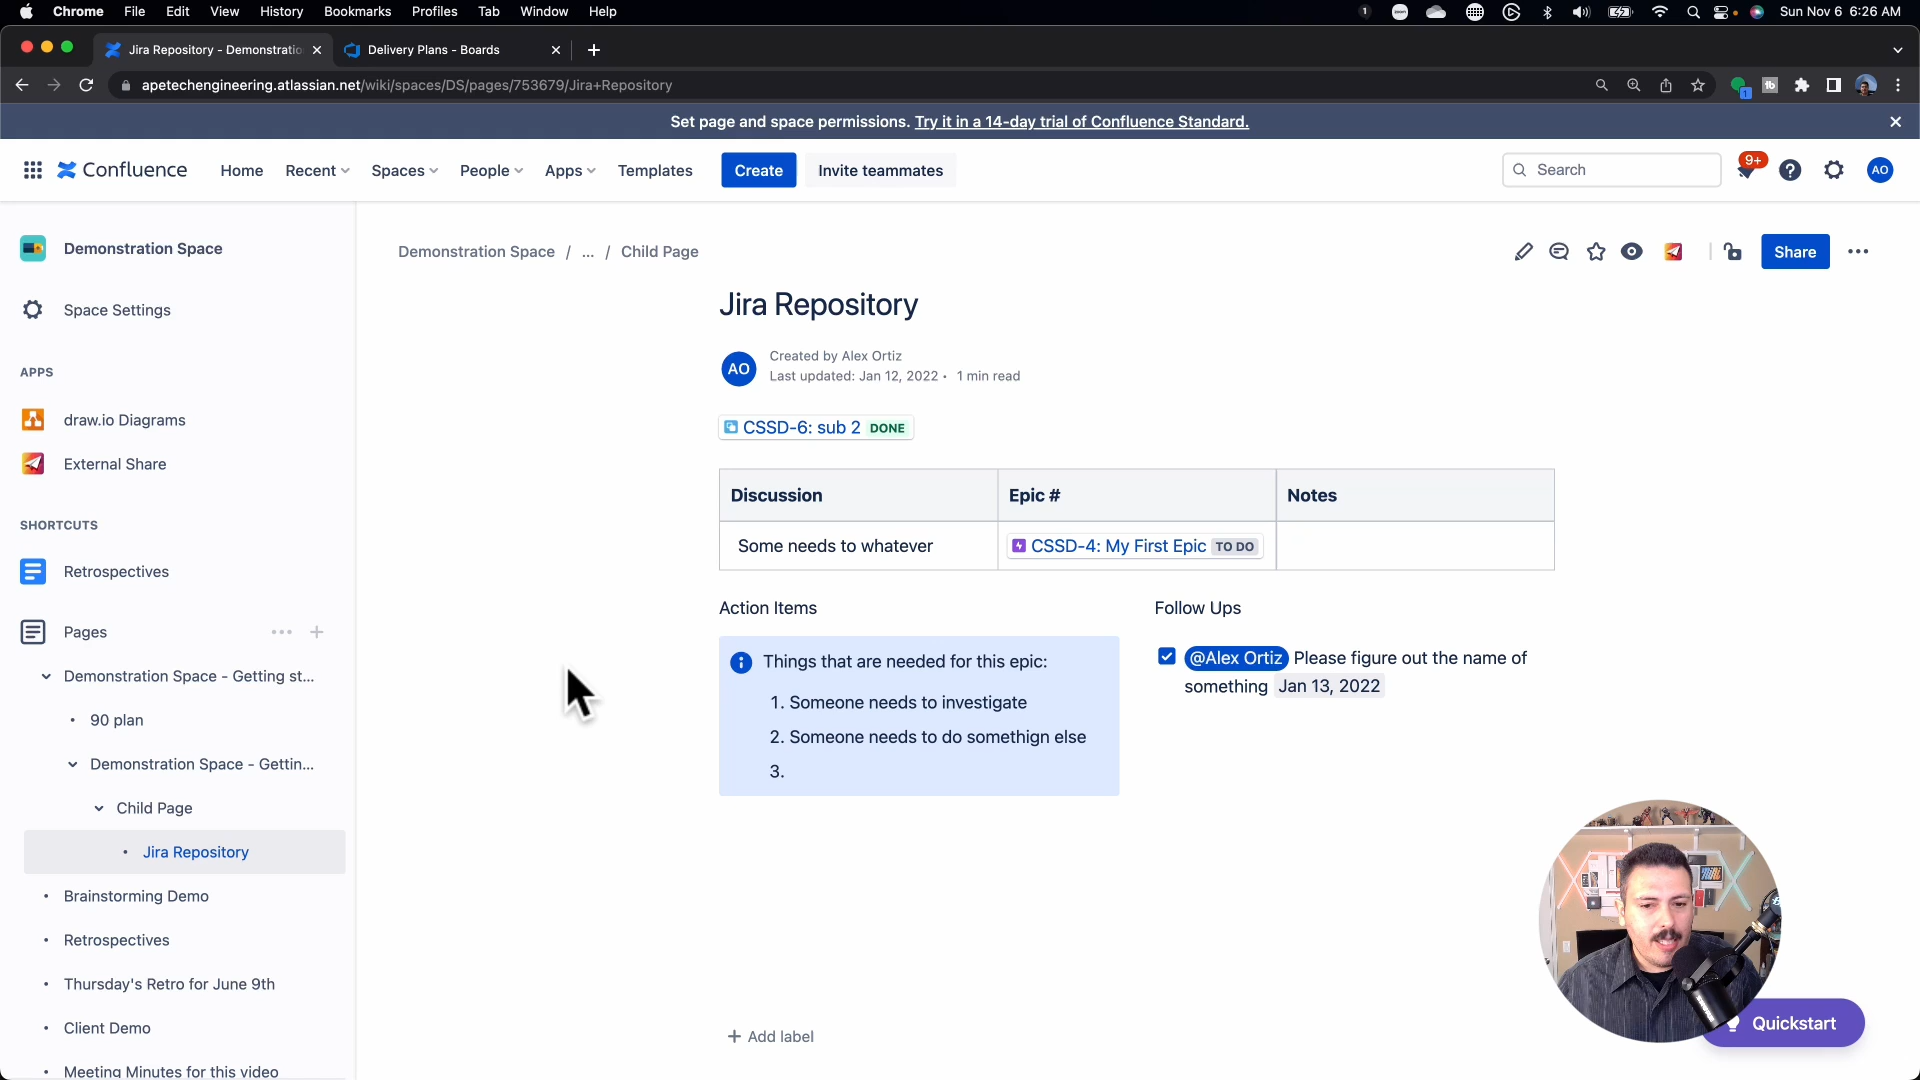 Chrome File Edit View History Bookmarks Profiles Tab Window Help
1 zoom Sun Nov 6 6:26 AM
Jira Repository - Demonstratio
Delivery Plans - Boards
apetechengineering.atlassian.net/wiki/spaces/DS/pages/753679/Jira+Repository
1
tb
Set page and space permissions. Try it in a 14-day trial of Confluence Standard.
Confluence Home Recent Spaces People Apps Templates Create Invite teammates
Search
9+
AO
Demonstration Space
Space Settings
APPS
draw.io Diagrams
External Share
SHORTCUTS
Retrospectives
Pages
Demonstration Space - Getting st...
• 90 plan
Demonstration Space - Gettin...
Child Page
• Jira Repository
• Brainstorming Demo
• Retrospectives
• Thursday's Retro for June 9th
• Client Demo
• Meeting Minutes for this video
Demonstration Space / ... / Child Page
Share
Jira Repository
AO
Created by Alex Ortiz
Last updated: Jan 12, 2022 • 1 min read
CSSD-6: sub 2 DONE
Discussion Epic # Notes
Some needs to whatever CSSD-4: My First Epic TO DO
Action Items
Things that are needed for this epic:
1. Someone needs to investigate
2. Someone needs to do somethign else
3.
Follow Ups
@Alex Ortiz Please figure out the name of
something Jan 13, 2022
+ Add label
Quickstart